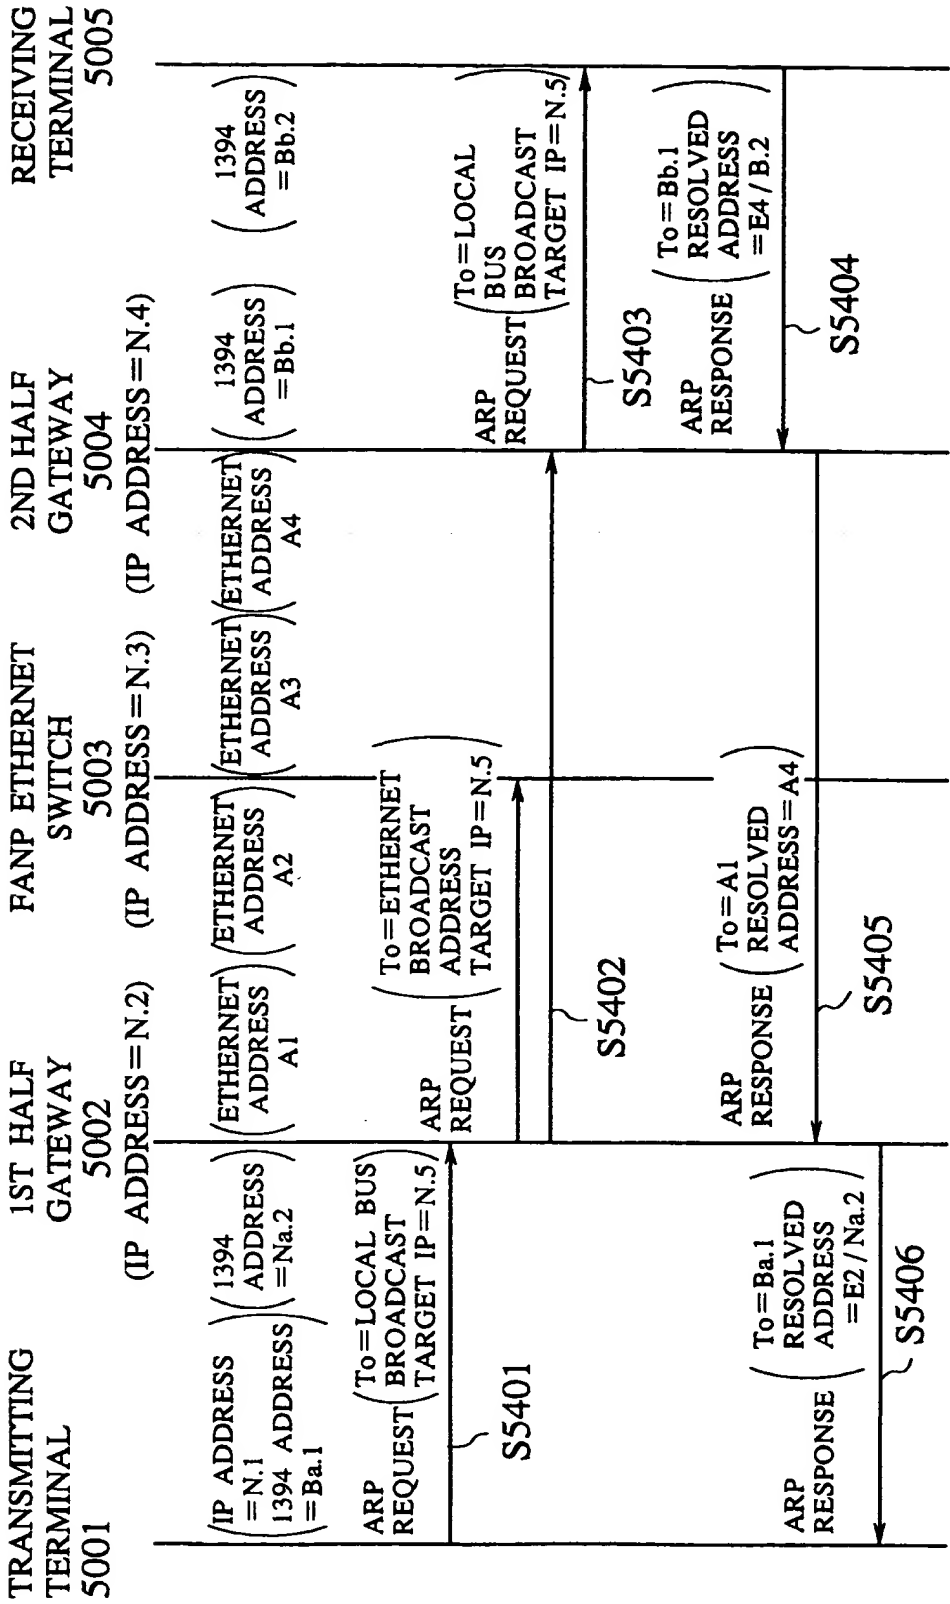 TRANSMITTING
TERMINAL
5001
1ST HALF
GATEWAY
5002
(IP ADDRESS=N.2)
FANP ETHERNET
SWITCH
5003
(IP ADDRESS=N.3)
2ND HALF
GATEWAY
5004
(IP ADDRESS=N.4)
RECEIVING
TERMINAL
5005
(IP ADDRESS
=N.1
1394 ADDRESS
=Ba.1)
(1394
ADDRESS
=Na.2)
(ETHERNET
ADDRESS
A1)
(ETHERNET
ADDRESS
A2)
(ETHERNET
ADDRESS
A3)
(ETHERNET
ADDRESS
A4)
(1394
ADDRESS
=Bb.1)
(1394
ADDRESS
=Bb.2)
ARP
REQUEST
(To=LOCAL BUS
BROADCAST
TARGET IP=N.5)
S5401
ARP
REQUEST
(To=ETHERNET
BROADCAST
ADDRESS
TARGET IP=N.5)
S5402
ARP
REQUEST
(To=LOCAL
BUS
BROADCAST
TARGET IP=N.5)
S5403
ARP
RESPONSE
(To=Bb.1
RESOLVED
ADDRESS
=E4/B.2)
S5404
ARP
RESPONSE
(To=A1
RESOLVED
ADDRESS=A4)
S5405
ARP
RESPONSE
(To=Ba.1
RESOLVED
ADDRESS
=E2/Na.2)
S5406